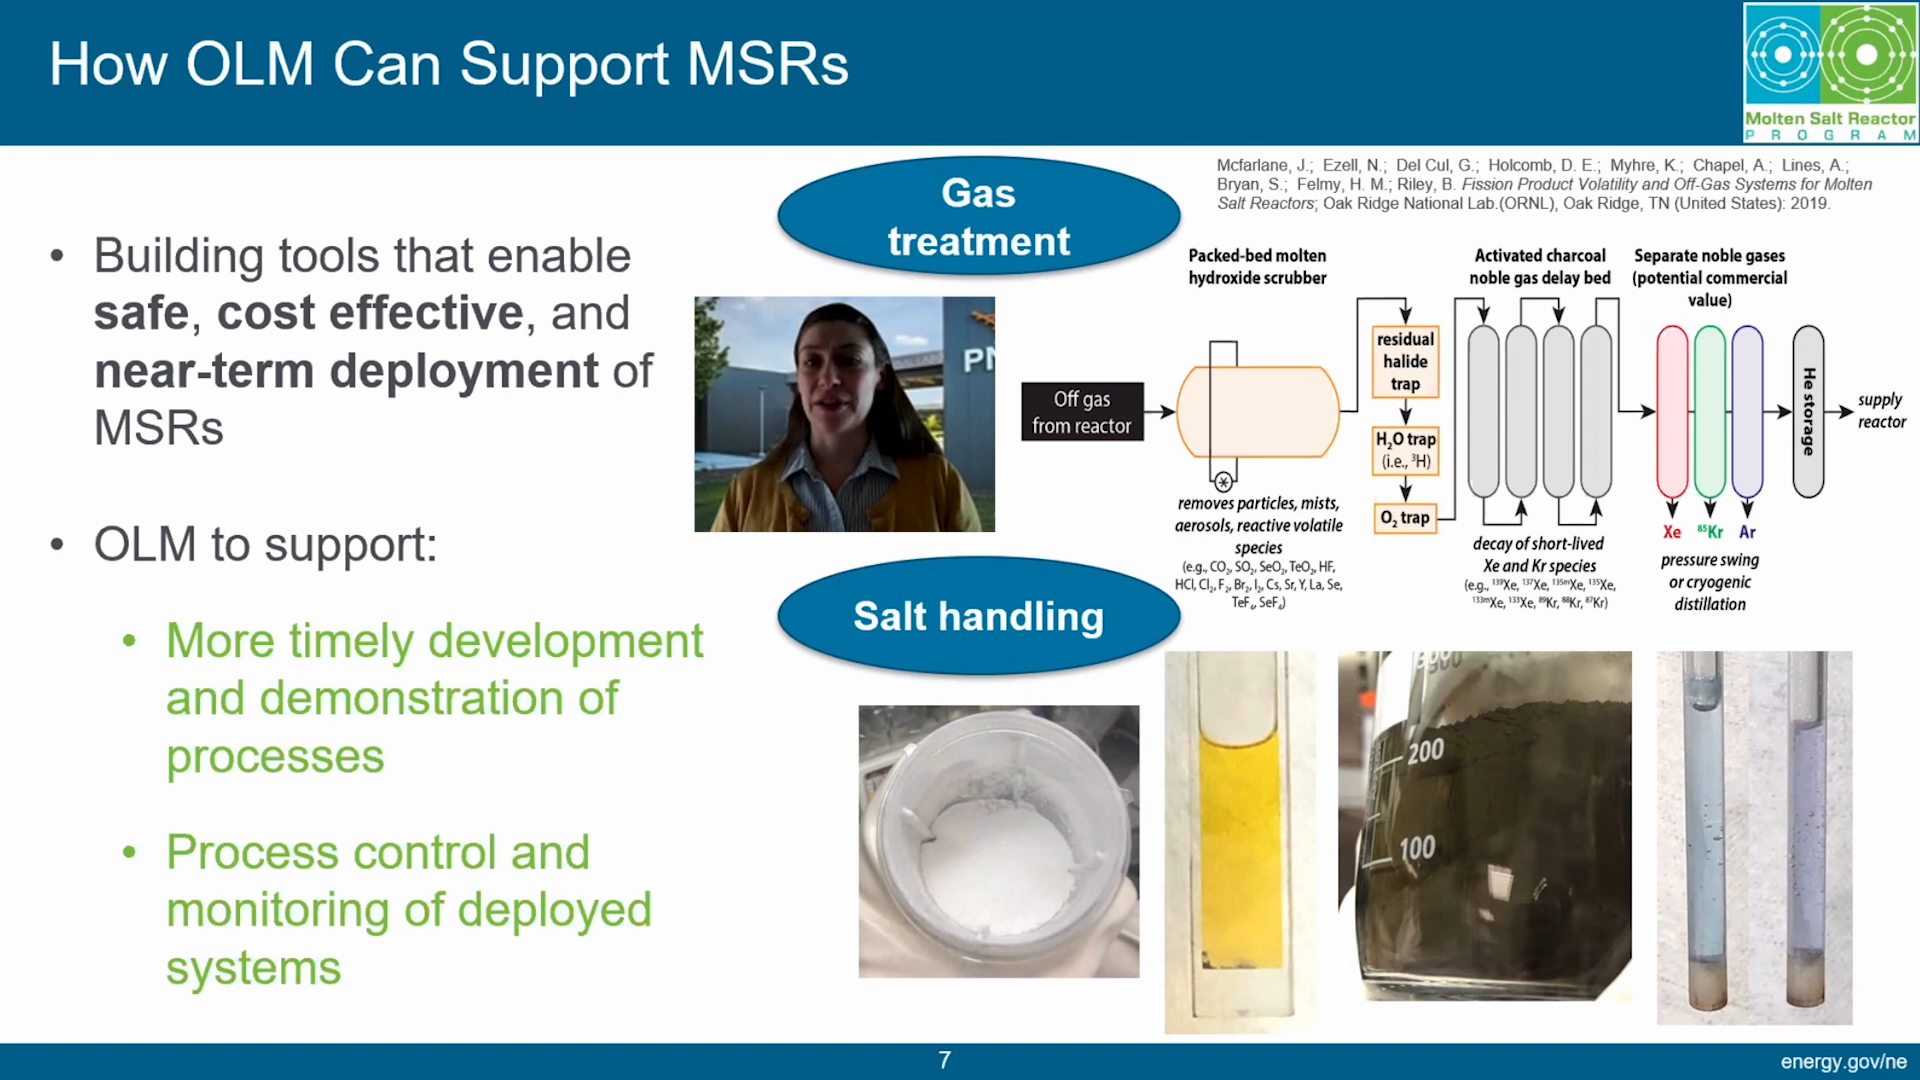 How OLM Can Support MSRs
Molten Salt Reactor
PROGRAM
Mcfarlane, J.; Ezell, N.; Del Cul, G.; Holcomb, D. E.; Myhre, K.; Chapel, A.; Lines, A.;
Bryan, S.; Felmy, H. M.; Riley, B. Fission Product Volatility and Off-Gas Systems for Molten
Salt Reactors; Oak Ridge National Lab.(ORNL), Oak Ridge, TN (United States): 2019.
• Building tools that enable
safe, cost effective, and
near-term deployment of
MSRs
• OLM to support:
• More timely development
and demonstration of
processes
• Process control and
monitoring of deployed
systems
Gas
treatment
PN
Packed-bed molten
hydroxide scrubber
Activated charcoal
noble gas delay bed
Separate noble gases
(potential commercial
value)
Off gas
from reactor
residual
halide
trap
H₂O trap
(i.e., ³H)
O₂ trap
He storage
supply
reactor
removes particles, mists,
aerosols, reactive volatile
species
(e.g., CO₂, SO₂, SeO₂, TeO₂, HF,
HCl, Cl₂, F₂, Br₂, I₂, Cs, Sr, Y, La, Se,
TeF₆, SeF₆)
decay of short-lived
Xe and Kr species
(e.g., ¹³⁹Xe, ¹³⁷Xe, ¹³⁵ᵐXe, ¹³⁵Xe,
¹³³ᵐXe, ¹³³Xe, ⁸⁹Kr, ⁸⁸Kr, ⁸⁷Kr)
Xe ⁸⁵Kr Ar
pressure swing
or cryogenic
distillation
Salt handling
300
200
100
7
energy.gov/ne